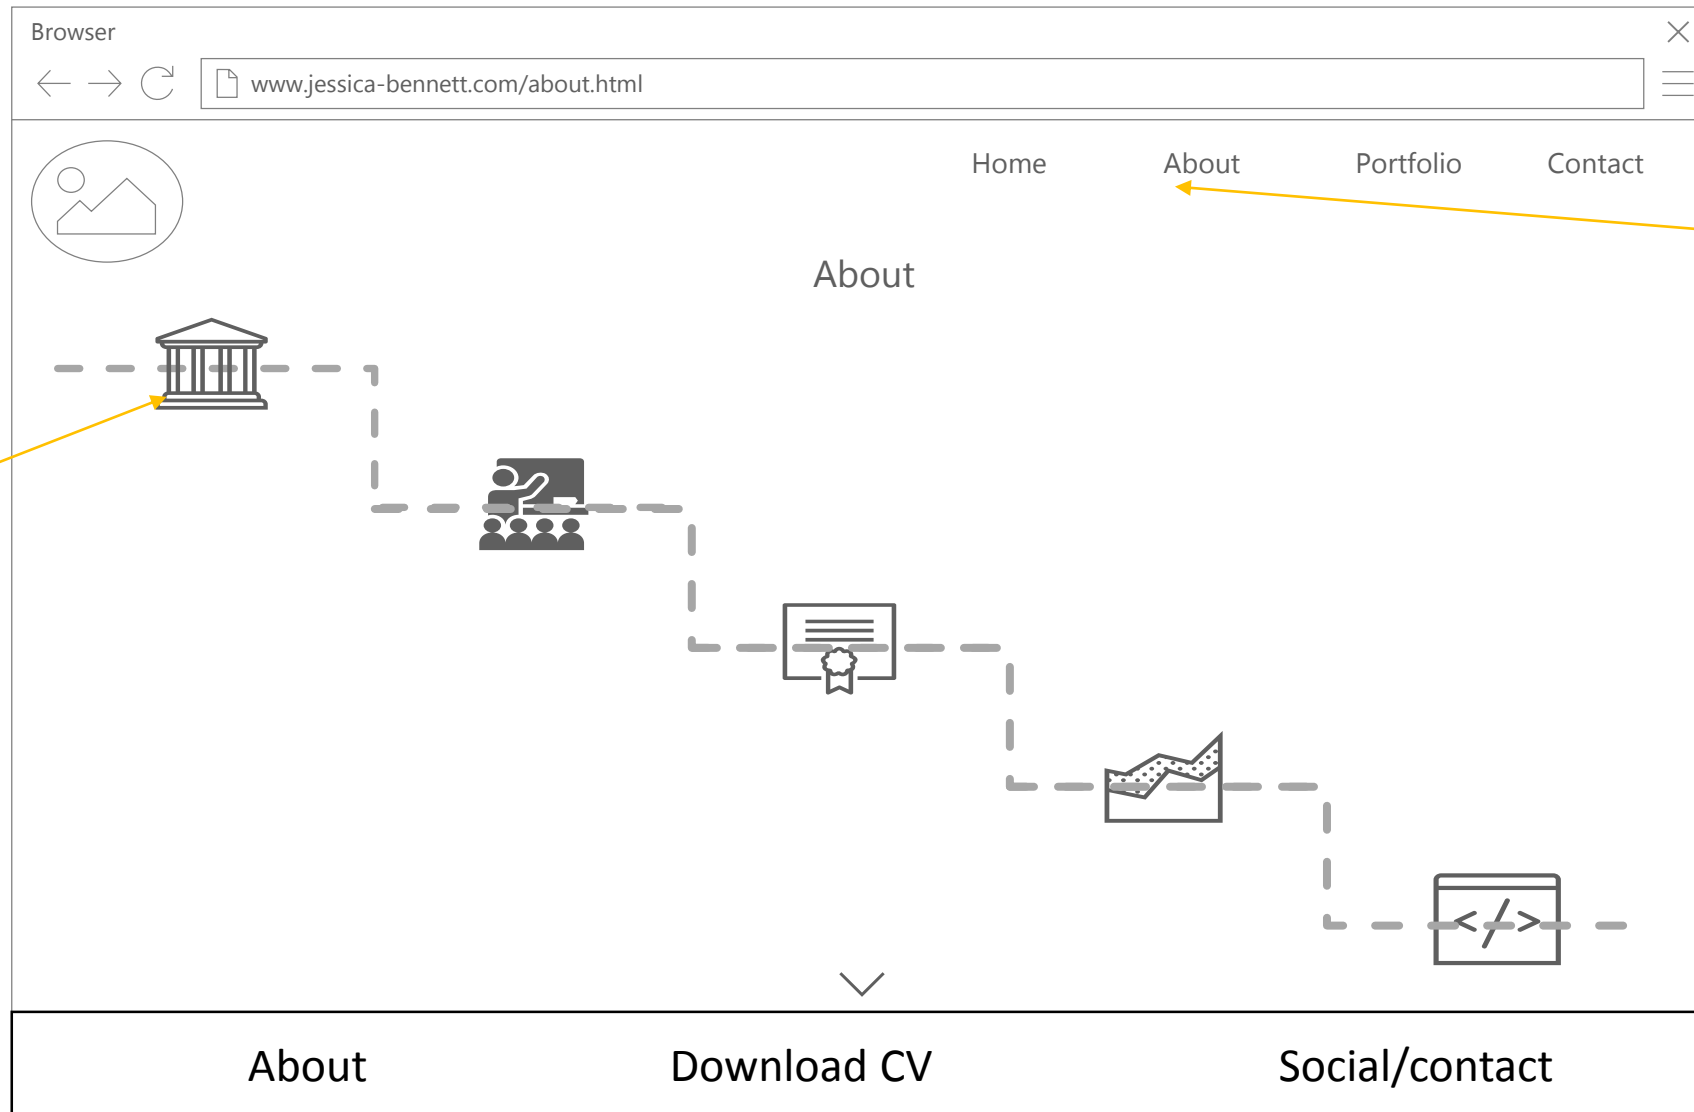 Browser
www.jessica-bennett.com/about.html
Home About Portfolio Contact
About
</>
About Download CV Social/contact